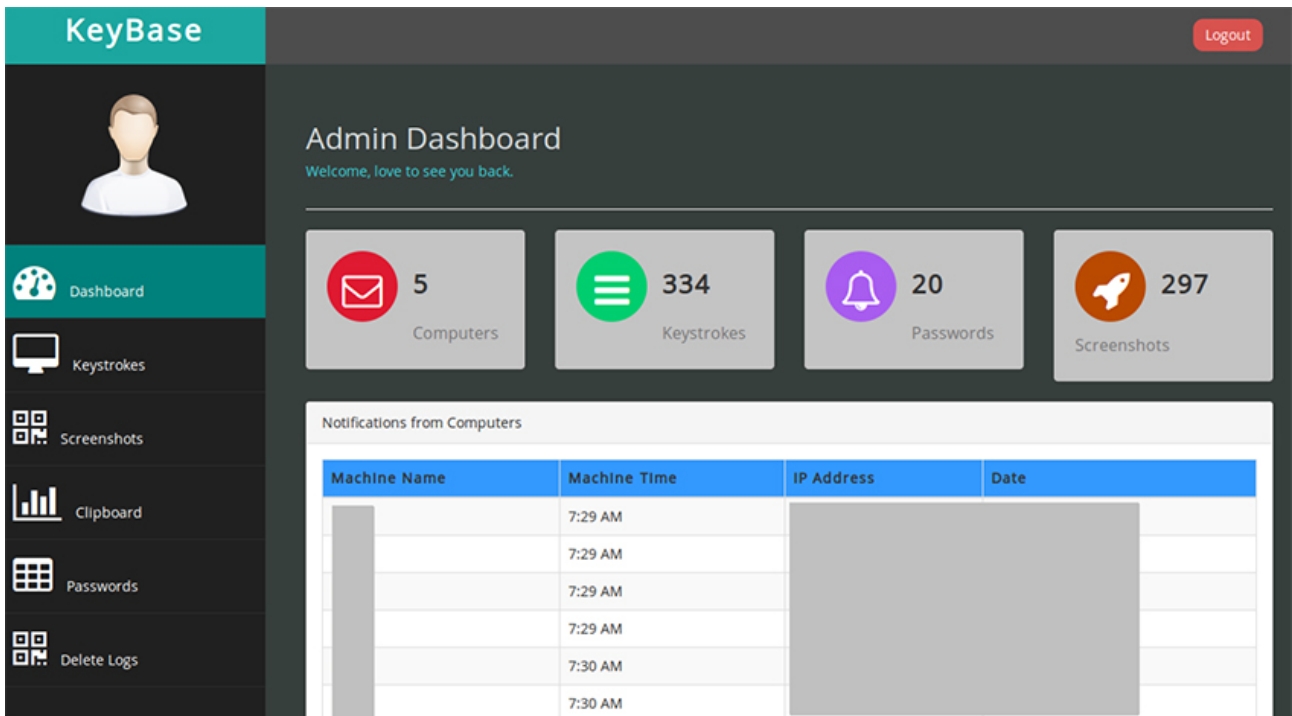 KeyBase
Logout
Admin Dashboard
Welcome, love to see you back.
Dashboard
Keystrokes
Screenshots
Clipboard
Passwords
Delete Logs
5
Computers
334
Keystrokes
20
Passwords
297
Screenshots
Notifications from Computers
Machine Name Machine Time IP Address Date
7:29 AM
7:29 AM
7:29 AM
7:29 AM
7:30 AM
7:30 AM